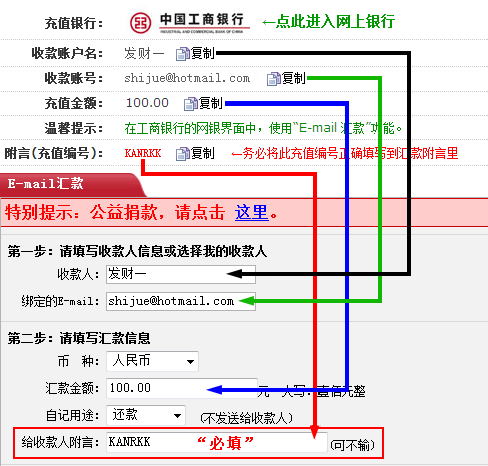 充值银行： 中国工商银行 ←点此进入网上银行
INDUSTRIAL AND COMMERCIAL BANK OF CHINA
收款账户名： 发财一 复制
收款账号： shijue@hotmail.com 复制
充值金额： 100.00 复制
温馨提示： 在工商银行的网银界面中，使用“E-mail 汇款”功能。
附言(充值编号)： KANRKK 复制 ←务必将此充值编号正确填写到汇款附言里
E-mail汇款
特别提示：公益捐款，请点击 这里。
第一步：请填写收款人信息或选择我的收款人
收款人： 发财一
绑定的E-mail： shijue@hotmail.com
第二步：请填写汇款信息
币 种： 人民币
汇款金额： 100.00 元 大写：壹佰元整
自记用途： 还款 (不发送给收款人)
给收款人附言： KANRKK “必填” (可不输)